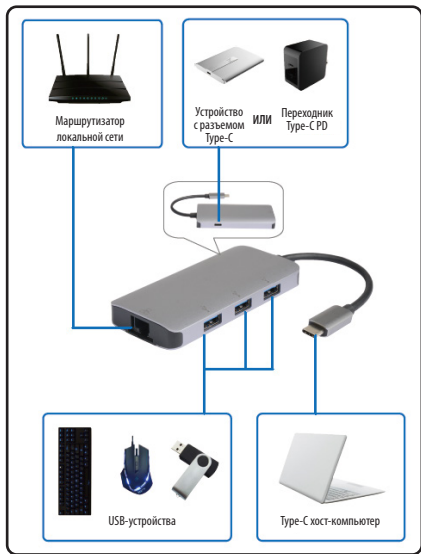 Маршрутизатор
локальной сети
Устройство
с разъемом
Type-C
ИЛИ
Переходник
Type-C PD
USB-устройства
Type-C хост-компьютер